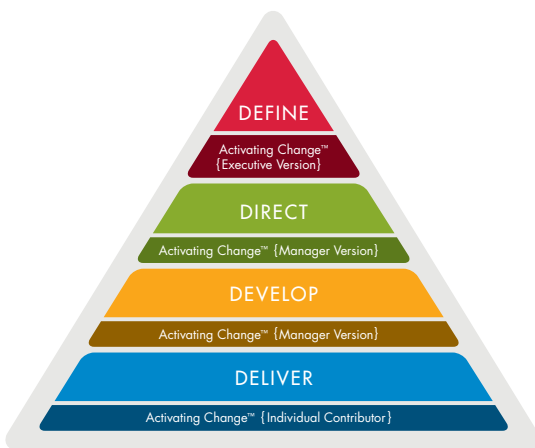 DEFINE
Activating Change™
{Executive Version}
DIRECT
Activating Change™ {Manager Version}
DEVELOP
Activating Change™ {Manager Version}
DELIVER
Activating Change™ {Individual Contributor}